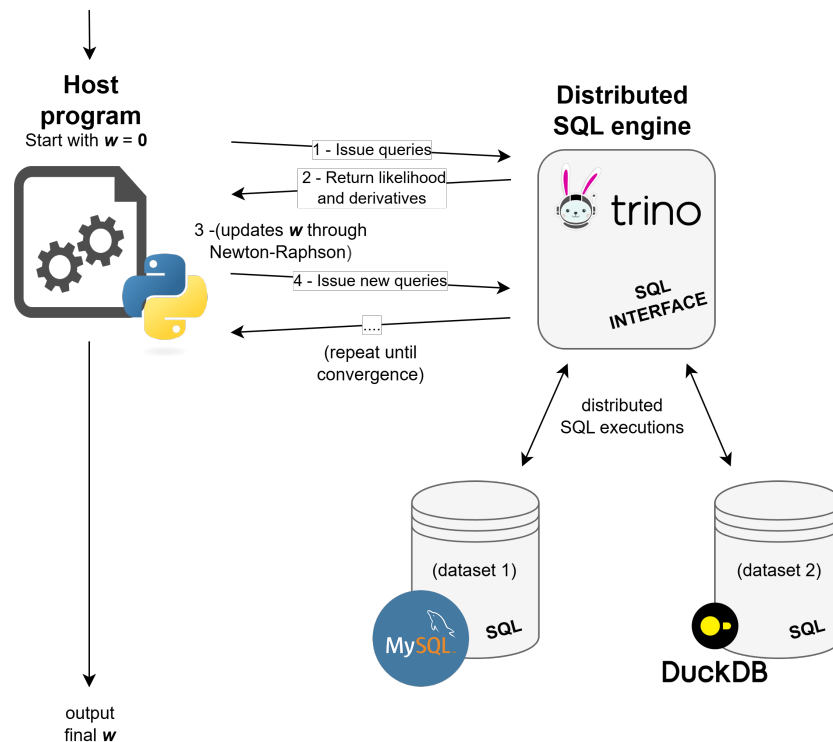 Host
program
Start with w = 0
Distributed
SQL engine
1 - Issue queries
2 - Return likelihood
and derivatives
trino
3 -(updates w through
Newton-Raphson)
4 - Issue new queries
SQL
INTERFACE
....
(repeat until
convergence)
distributed
SQL executions
(dataset 1)
SQL
MySQL
(dataset 2)
SQL
DuckDB
output
final w